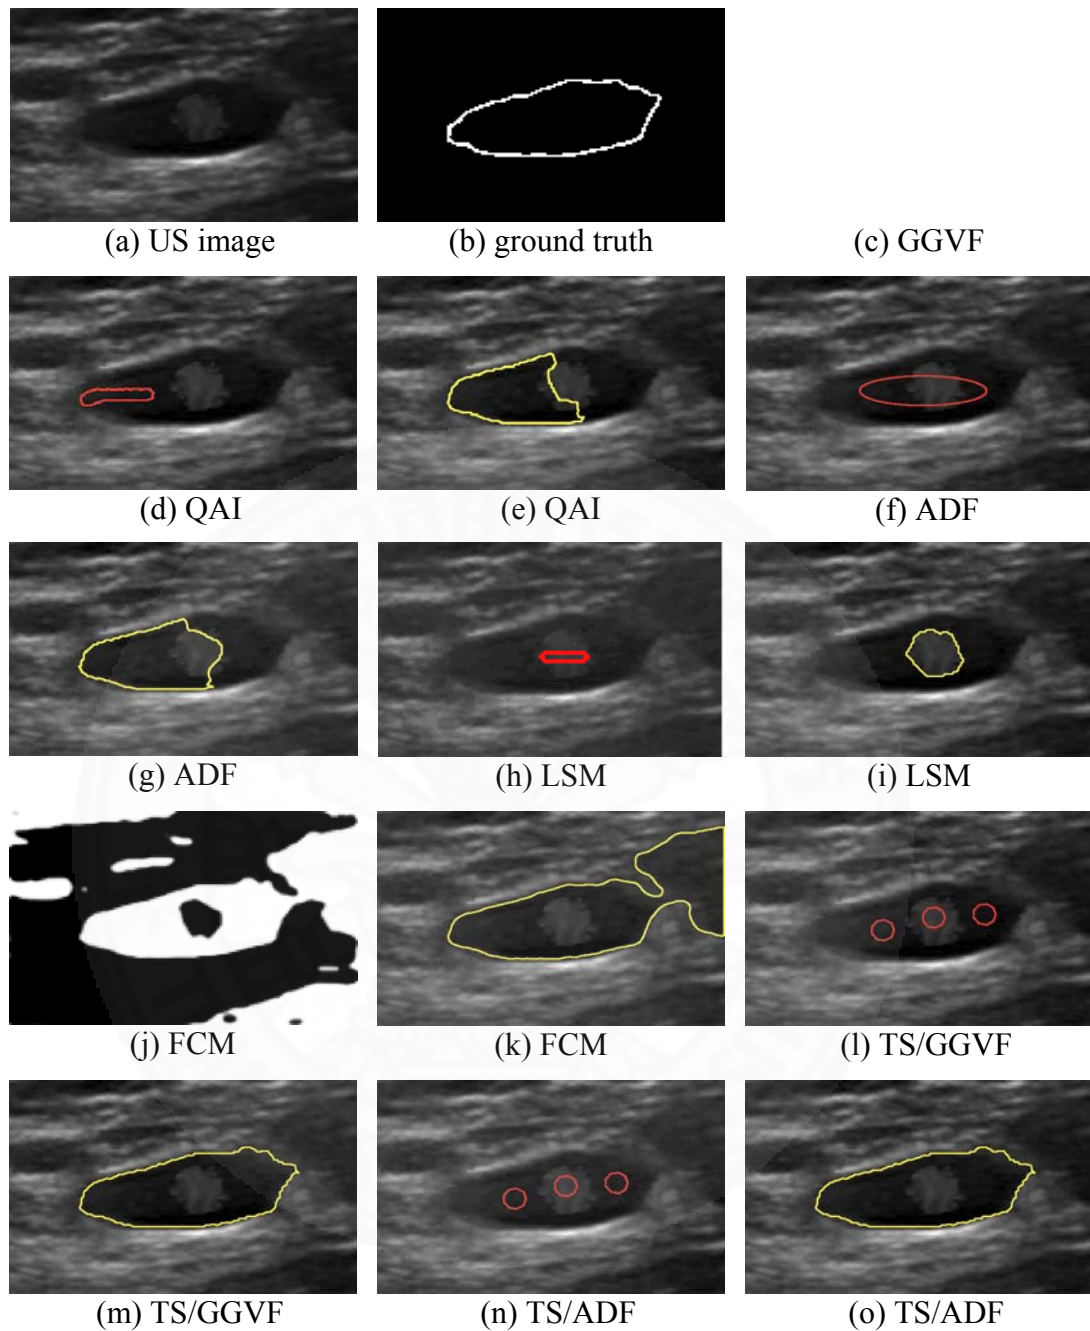 (a) US image
(b) ground truth
(c) GGVF
(d) QAI
(e) QAI
(f) ADF
(g) ADF
(h) LSM
(i) LSM
(j) FCM
(k) FCM
(l) TS/GGVF
(m) TS/GGVF
(n) TS/ADF
(o) TS/ADF